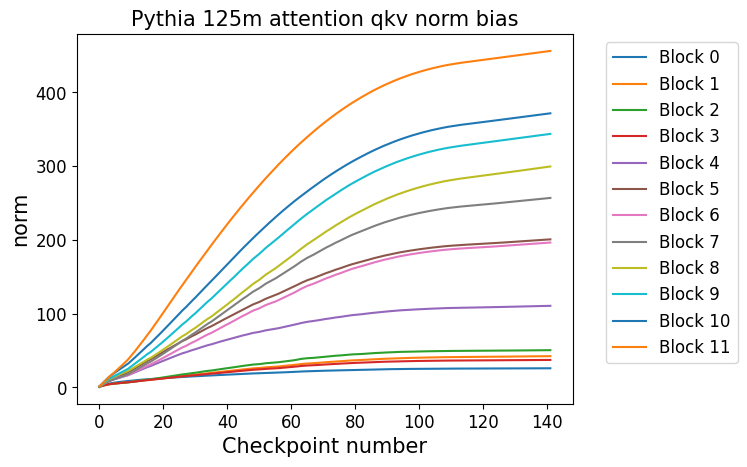 Pythia 125m attention qkv norm bias
norm
400
300
200
100
0
0 20 40 60 80 100 120 140
Checkpoint number
Block 0
Block 1
Block 2
Block 3
Block 4
Block 5
Block 6
Block 7
Block 8
Block 9
Block 10
Block 11